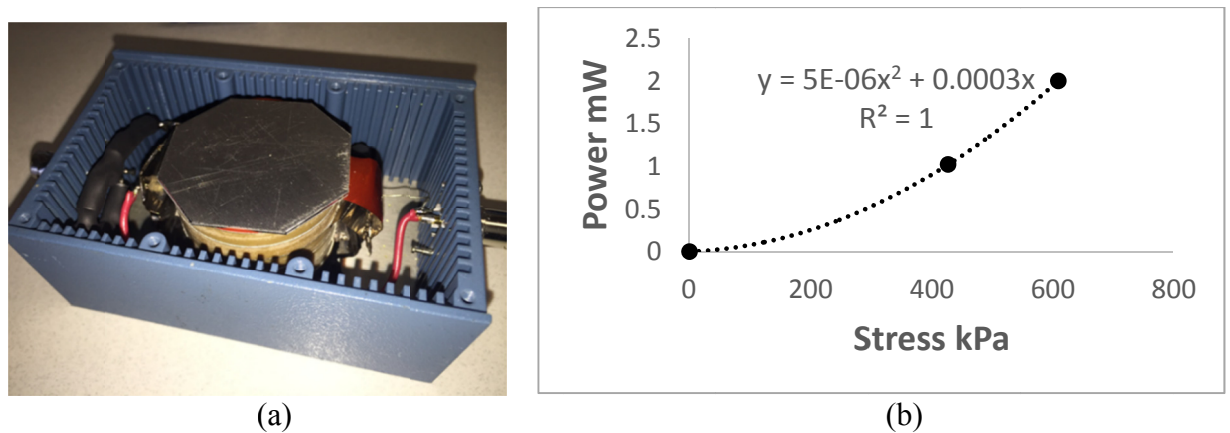 2.5
2
1.5
1
0.5
0
Power mW
y = 5E-06x² + 0.0003x
R² = 1
0 200 400 600 800
Stress kPa
(a) (b)